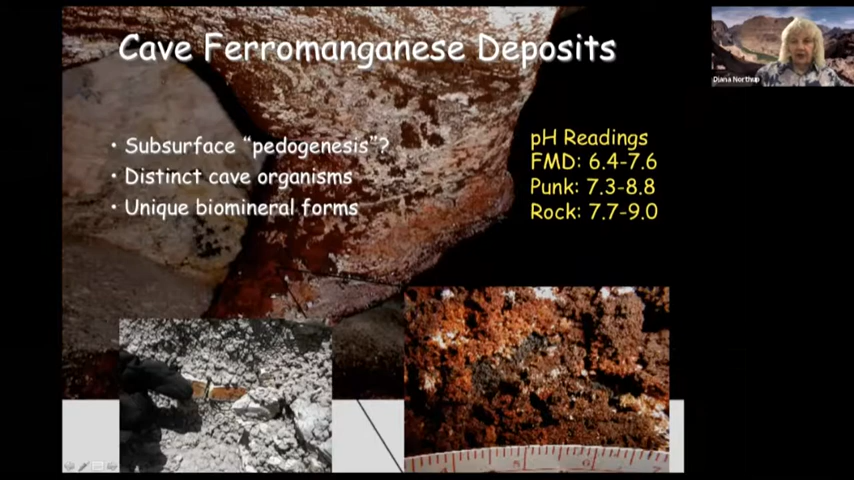 Cave Ferromanganese Deposits
Diana Northup
• Subsurface “pedogenesis”?
• Distinct cave organisms
• Unique biomineral forms
pH Readings
FMD: 6.4-7.6
Punk: 7.3-8.8
Rock: 7.7-9.0